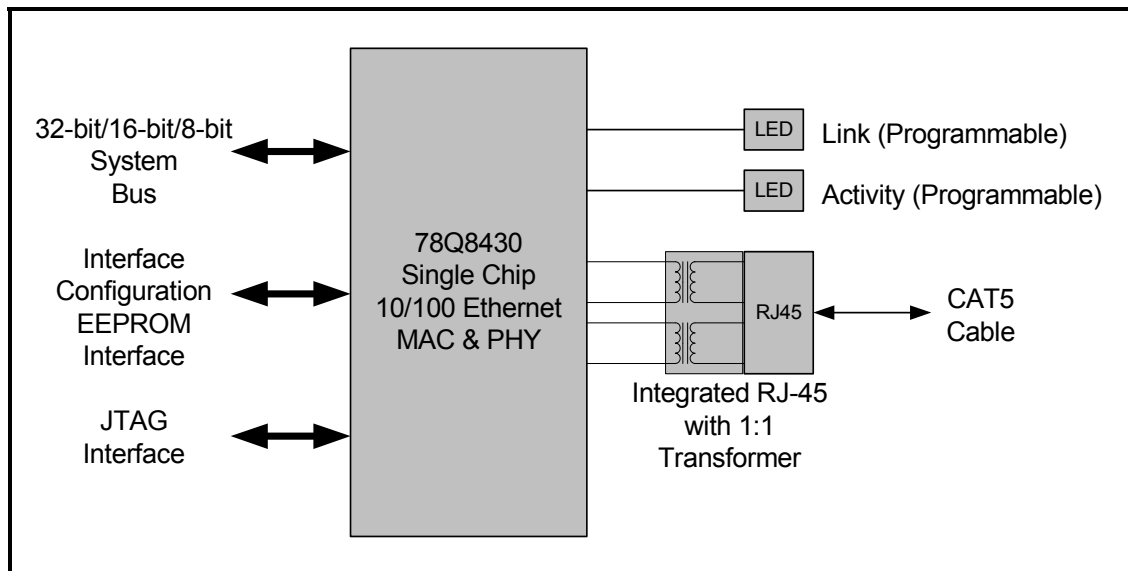 32-bit/16-bit/8-bit
System
Bus
Interface
Configuration
EEPROM
Interface
JTAG
Interface
78Q8430
Single Chip
10/100 Ethernet
MAC & PHY
LED
Link (Programmable)
LED
Activity (Programmable)
RJ45
CAT5
Cable
Integrated RJ-45
with 1:1
Transformer